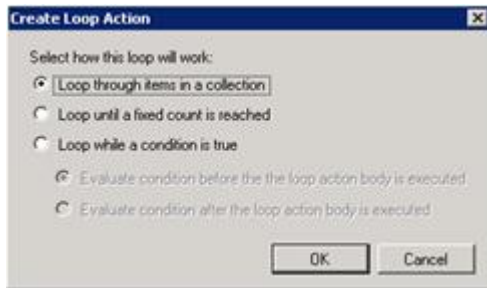 Create Loop Action
Select how this loop will work:
Loop through items in a collection
Loop until a fixed count is reached
Loop while a condition is true
Evaluate condition before the the loop action body is executed
Evaluate condition after the loop action body is executed
OK
Cancel